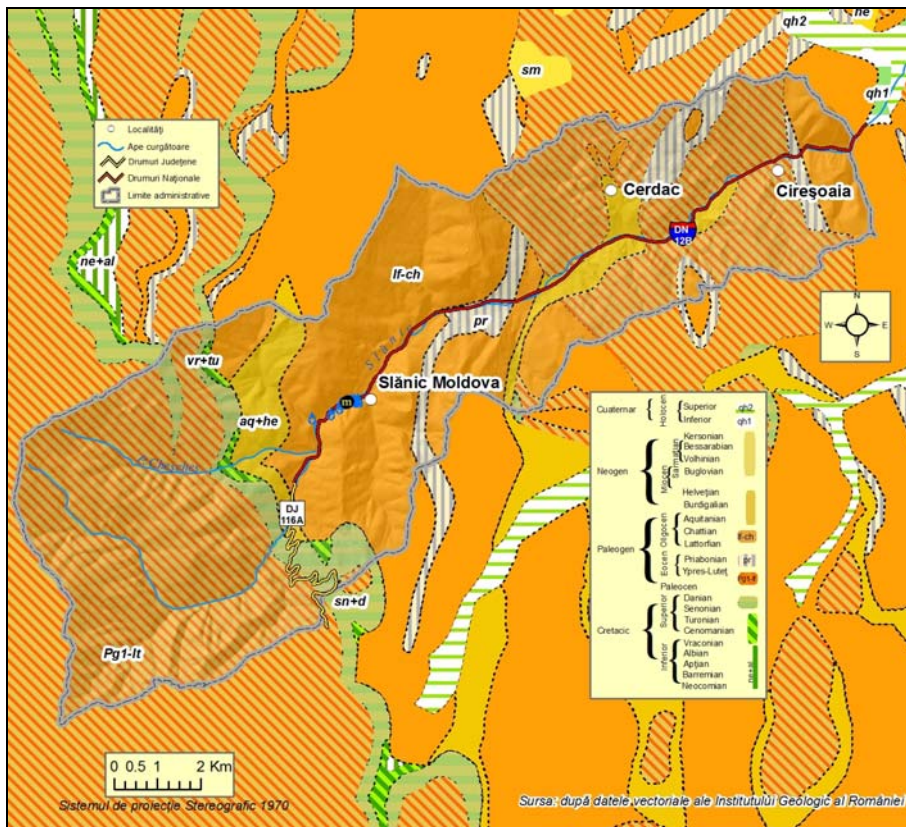 qh2
ne
sm
qh1
Localităţi
Ape curgătoare
Drumuri Judeţene
Drumuri Naţionale
Limite administrative
Cerdac
Cireşoaia
DN
12B
ne+al
lf-ch
N
W E
S
pr
vr+tu
Slănic
Slănic Moldova
m
aq+he
DJ
116A
sn+d
Pg1-lt
Cuaternar
Holocen
Superior
Inferior
qh2
qh1
Neogen
Miocen
Sarmaţian
Kersonian
Bessarabian
Volhinian
Buglovian
Helveţian
Burdigalian
Paleogen
Oligocen
Aquitanian
Chattian
Lattorfian
lf-ch
Eocen
Priabonian
Ypres-Luteţ
Paleocen
Cretacic
Superior
Danian
Senonian
Turonian
Cenomanian
Inferior
Vraconian
Albian
Apţian
Barremian
Neocomian
ne+al
0 0.5 1 2 Km
Sistemul de proiecţie Stereografic 1970
Sursa: după datele vectoriale ale Institutului Geologic al României